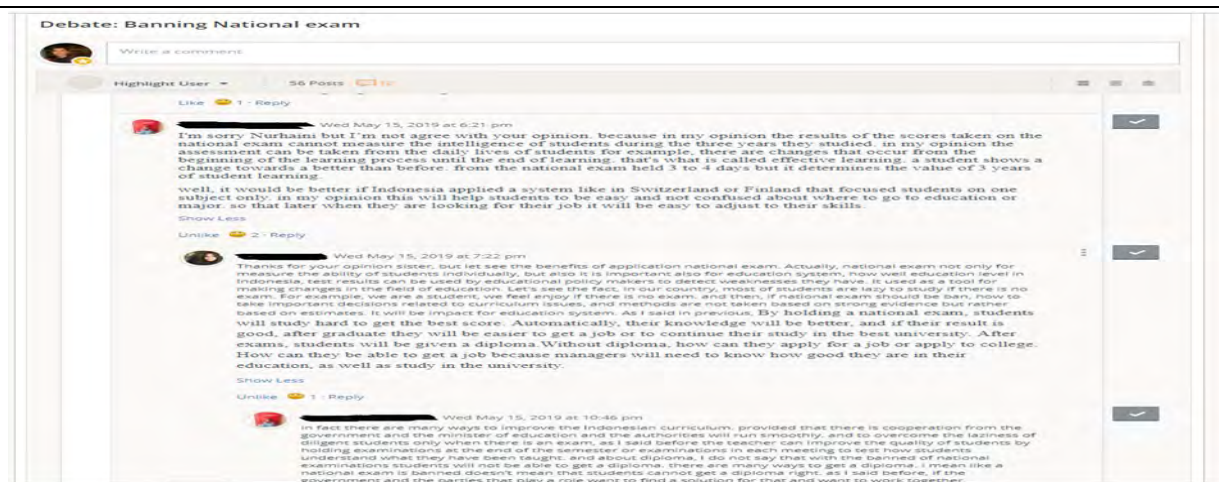 Debate: Banning National exam
Write a comment
Highlight User
56 Posts
Like 1 · Reply
Wed May 15, 2019 at 6:21 pm
I'm sorry Nurhaini but I'm not agree with your opinion. because in my opinion the results of the scores taken on the
national exam cannot measure the intelligence of students during the three years they studied. in my opinion the
assessment can be taken from the daily lives of students for example, there are changes that occur from the
beginning of the learning process until the end of learning. that's what is called effective learning. a student shows a
change towards a better than before. from the national exam held 3 to 4 days but it determines the value of 3 years
of student learning.
well, it would be better if Indonesia applied a system like in Switzerland or Finland that focused students on one
subject only. in my opinion this will help students to be easy and not confused about where to go to education or
major. so that later when they are looking for their job it will be easy to adjust to their skills.
Show Less
Unlike 2 · Reply
Wed May 15, 2019 at 7:22 pm
Thanks for your opinion sister, but let see the benefits of application national exam. Actually, national exam not only for
measure the ability of students individually, but also it is important also for education system, how well education level in
Indonesia, test results can be used by educational policy makers to detect weaknesses they have. It used as a tool for
making changes in the field of education. Let's see the fact, in our country, most of students are lazy to study if there is no
exam. For example, we are a student, we feel enjoy if there is no exam. and then, if national exam should be ban, how to
take important decisions related to curriculum issues, and methods are not taken based on strong evidence but rather
based on estimates. It will be impact for education system. As I said in previous, By holding a national exam, students
will study hard to get the best score. Automatically, their knowledge will be better, and if their result is
good, after graduate they will be easier to get a job or to continue their study in the best university. After
exams, students will be given a diploma.Without diploma, how can they apply for a job or apply to college.
How can they be able to get a job because managers will need to know how good they are in their
education, as well as study in the university.
Show Less
Unlike 1 · Reply
Wed May 15, 2019 at 10:46 pm
in fact there are many ways to improve the Indonesian curriculum. provided that there is cooperation from the
government and the minister of education and the authorities will run smoothly. and to overcome the laziness of
diligent students only when there is an exam, as I said before the teacher can improve the quality of students by
holding examinations at the end of the semester or examinations in each meeting to test how students
understand what they have been taught. and about diploma, I do not say that with the banned of national
examinations students will not be able to get a diploma. there are many ways to get a diploma. I mean like a
national exam is banned doesn't mean that students cannot get a diploma right. as I said before, if the
government and the parties that play a role want to find a solution for that and want to work together